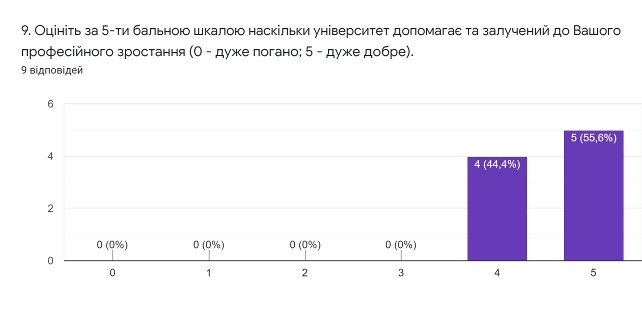 9. Оцініть за 5-ти бальною шкалою наскільки університет допомагає та залучений до Вашого
професійного зростання (0 - дуже погано; 5 - дуже добре).
9 відповідей
6
5 (55,6%)
4
4 (44,4%)
2
0 (0%) 0 (0%) 0 (0%) 0 (0%)
0
0 1 2 3 4 5